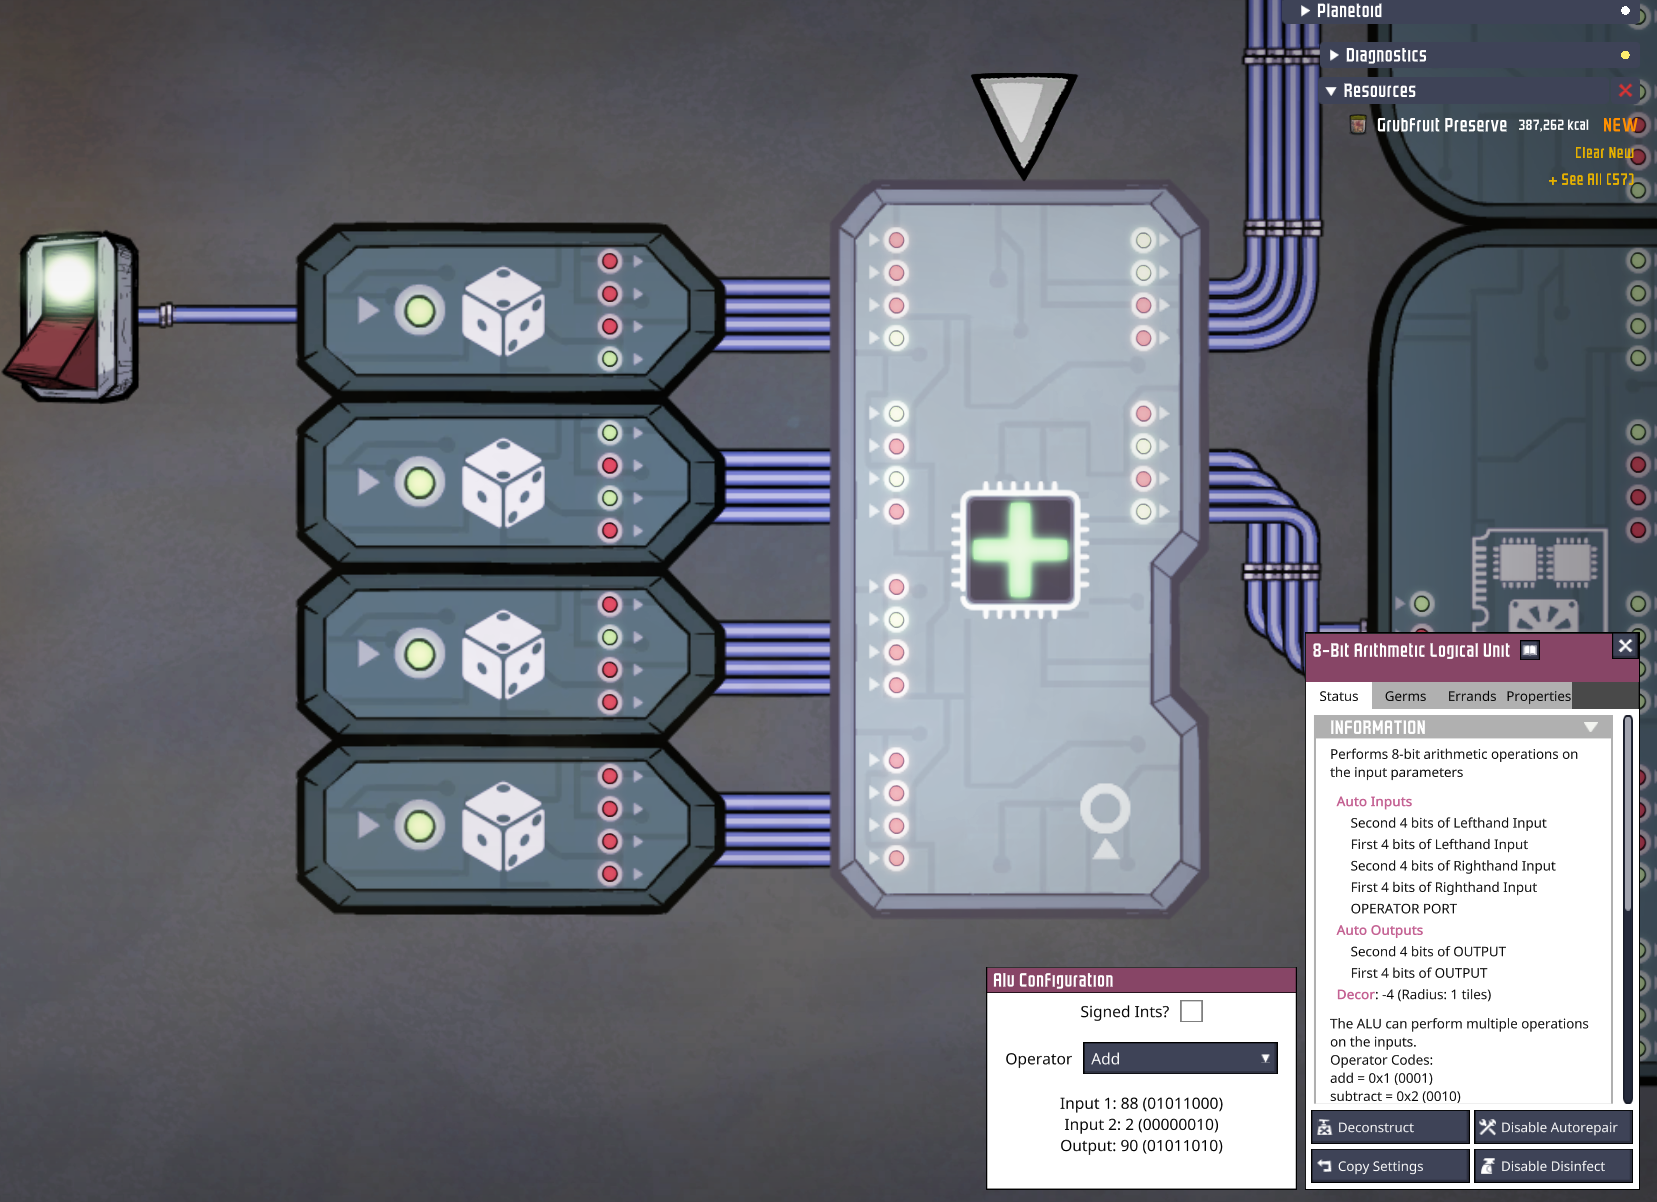 Planetoid
Diagnostics
Resources
GrubFruit Preserve 387,262 kcal NEW
Clear New
+ See All (57)
8-Bit Arithmetic Logical Unit
Status Germs Errands Properties
INFORMATION
Performs 8-bit arithmetic operations on
the input parameters
Auto Inputs
Second 4 bits of Lefthand Input
First 4 bits of Lefthand Input
Second 4 bits of Righthand Input
First 4 bits of Righthand Input
OPERATOR PORT
Auto Outputs
Second 4 bits of OUTPUT
First 4 bits of OUTPUT
Decor: -4 (Radius: 1 tiles)
The ALU can perform multiple operations
on the inputs.
Operator Codes:
add = 0x1 (0001)
subtract = 0x2 (0010)
Deconstruct Disable Autorepair
Copy Settings Disable Disinfect
Alu Configuration
Signed Ints?
Operator Add
Input 1: 88 (01011000)
Input 2: 2 (00000010)
Output: 90 (01011010)